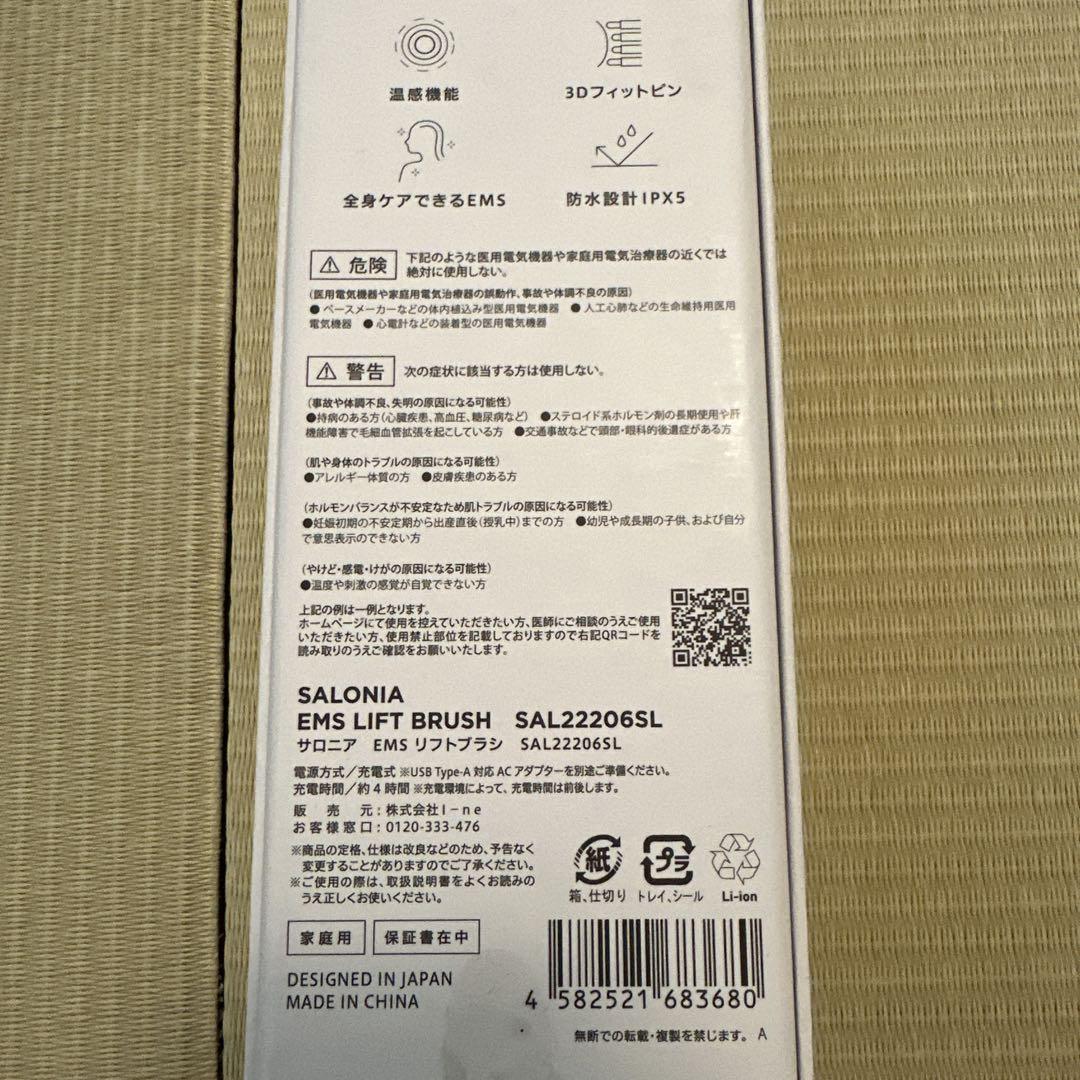 温感機能
3Dフィットピン
全身ケアできるEMS
防水設計IPX5
⚠ 危険 下記のような医用電気機器や家庭用電気治療器の近くでは
絶対に使用しない。
(医用電気機器や家庭用電気治療器の誤動作、事故や体調不良の原因)
● ペースメーカーなどの体内植込み型医用電気機器 ● 人工心肺などの生命維持用医用
電気機器 ● 心電計などの装着型の医用電気機器
⚠ 警告 次の症状に該当する方は使用しない。
(事故や体調不良、失明の原因になる可能性)
●持病のある方(心臓疾患、高血圧、糖尿病など) ●ステロイド系ホルモン剤の長期使用や肝
機能障害で毛細血管拡張を起こしている方 ●交通事故などで頭部・眼科的後遺症がある方
(肌や身体のトラブルの原因になる可能性)
●アレルギー体質の方 ●皮膚疾患のある方
(ホルモンバランスが不安定なため肌トラブルの原因になる可能性)
●妊娠初期の不安定期から出産直後(授乳中)までの方 ●幼児や成長期の子供、および自分
で意思表示のできない方
(やけど・感電・けがの原因になる可能性)
●温度や刺激の感覚が自覚できない方
上記の例は一例となります。
ホームページにて使用を控えていただきたい方、医師にご相談のうえご使用
いただきたい方、使用禁止部位を記載しておりますので右記QRコードを
読み取りのうえご確認をお願いいたします。
SALONIA
EMS LIFT BRUSH SAL22206SL
サロニア EMS リフトブラシ SAL22206SL
電源方式/充電式 ※USB Type-A 対応 AC アダプターを別途ご準備ください。
充電時間/約4時間 ※充電環境によって、充電時間は前後します。
販売元:株式会社I-ne
お客様窓口:0120-333-476
※商品の定格、仕様は改良などのため、予告なく
変更することがありますのでご了承ください。
※ご使用の際は、取扱説明書をよくお読みの
うえ正しくお使いください。
紙 プラ
箱、仕切り トレイ、シール Li-ion
家庭用 保証書在中
DESIGNED IN JAPAN
MADE IN CHINA
4 582521 683680
無断での転載・複製を禁じます。 A